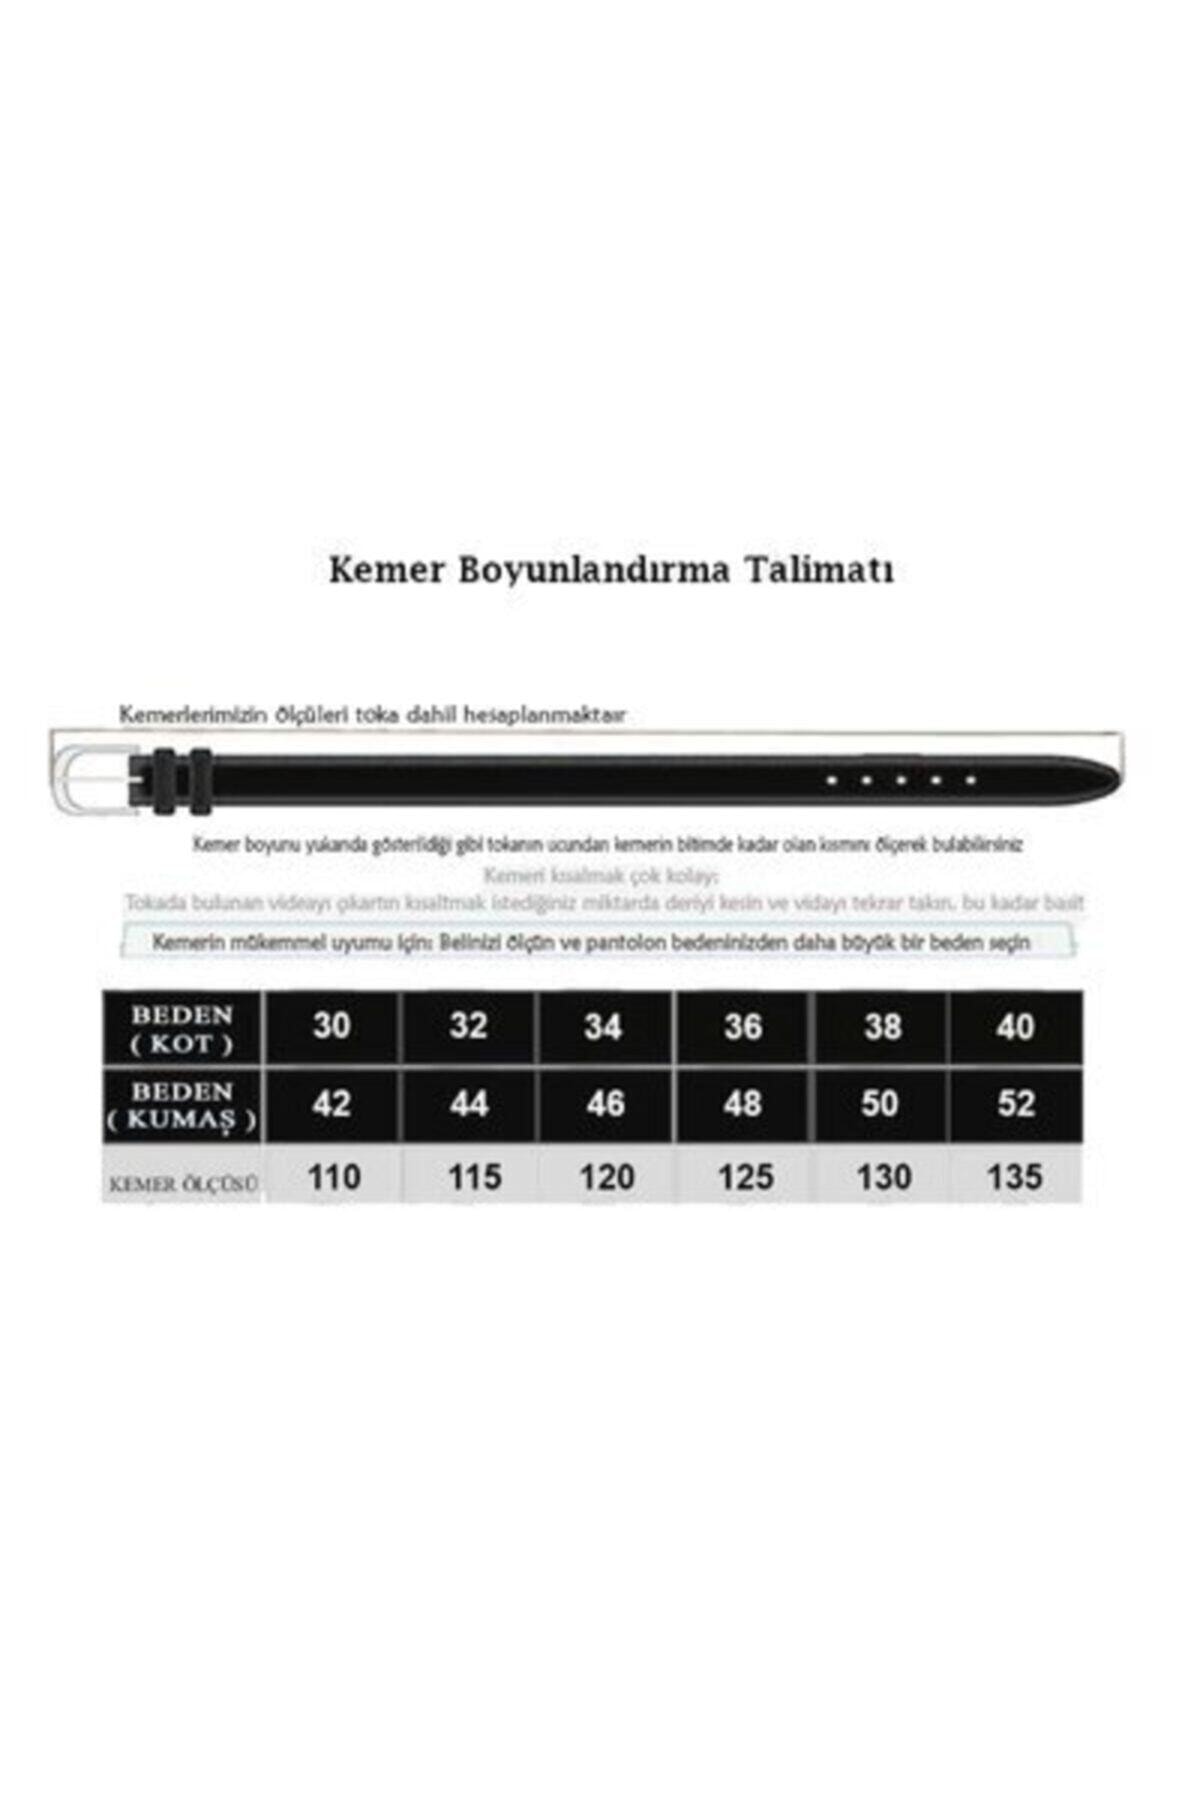 Kemer Boyunlandırma Talimatı
Kemerlerimizin ölçüleri toka dahil hesaplanmaktaır
Kemer boyunu yukarıda gösterildiği gibi tokanın ucundan kemerin bitimde kadar olan kısmını ölçerek bulabilirsiniz
Kemeri kısalmak çok kolay:
Tokada bulunan videayı çıkartın kısaltmak istediğiniz miktarda deriyi kesin ve vidayı tekrar takın. bu kadar basit
Kemerin mükemmel uyumu için: Belinizi ölçün ve pantolon bedeninizden daha büyük bir beden seçin
BEDEN ( KOT ) 30 32 34 36 38 40
BEDEN ( KUMAŞ ) 42 44 46 48 50 52
KEMER ÖLÇÜSÜ 110 115 120 125 130 135